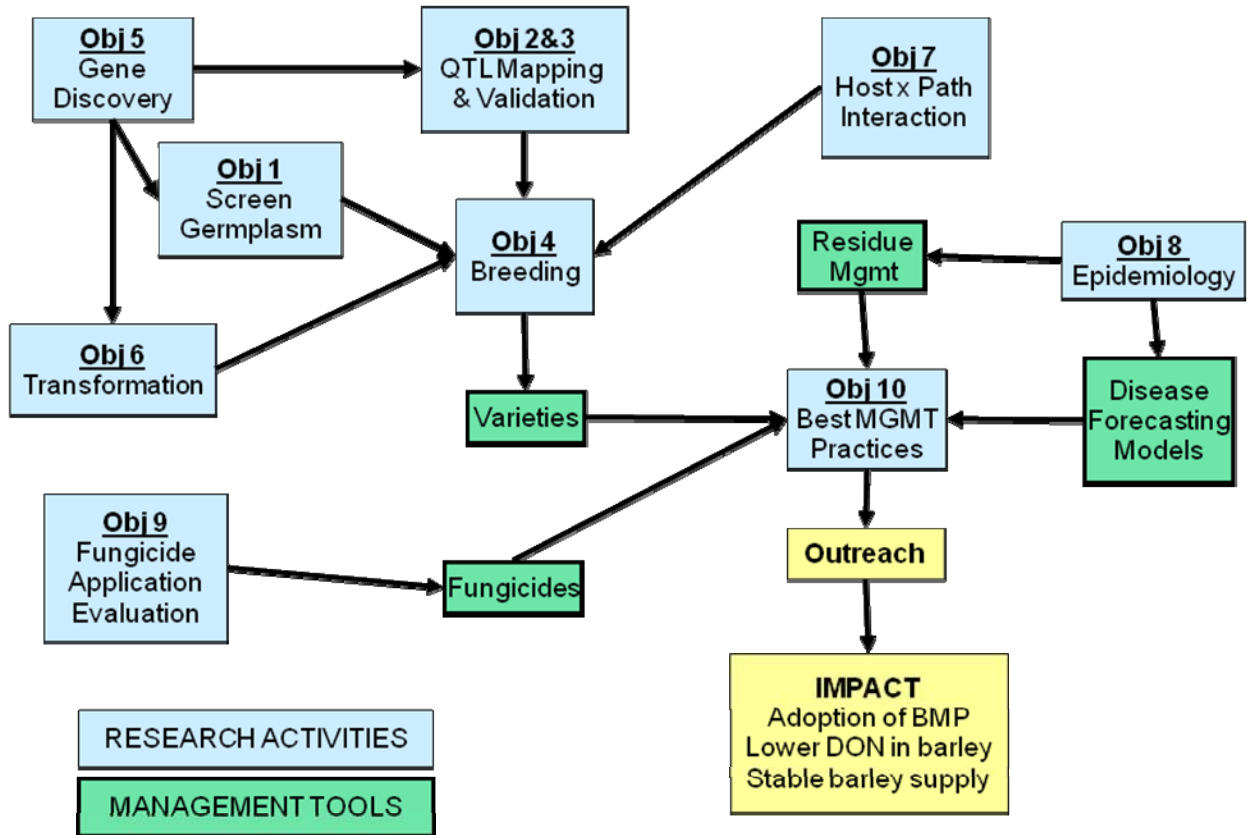 Obj 5
Gene
Discovery
Obj 2&3
QTL Mapping
& Validation
Obj 7
Host x Path
Interaction
Obj 1
Screen
Germplasm
Obj 4
Breeding
Residue
Mgmt
Obj 8
Epidemiology
Obj 6
Transformation
Varieties
Obj 10
Best MGMT
Practices
Disease
Forecasting
Models
Obj 9
Fungicide
Application
Evaluation
Fungicides
Outreach
IMPACT
Adoption of BMP
Lower DON in barley
Stable barley supply
RESEARCH ACTIVITIES
MANAGEMENT TOOLS